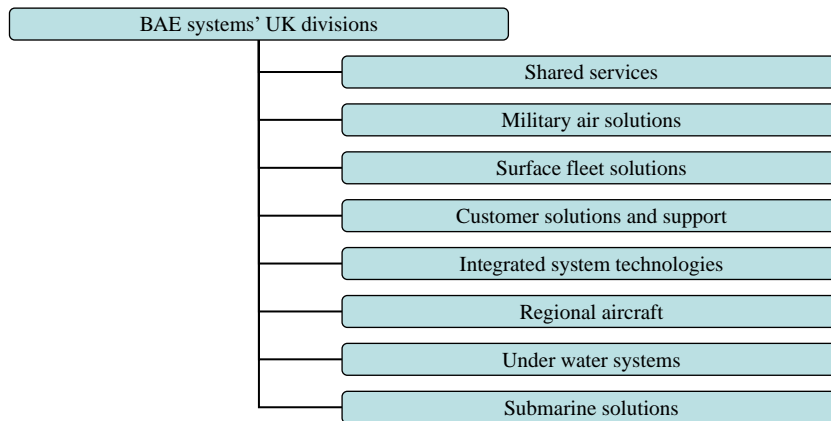 BAE systems' UK divisions
Shared services
Military air solutions
Surface fleet solutions
Customer solutions and support
Integrated system technologies
Regional aircraft
Under water systems
Submarine solutions